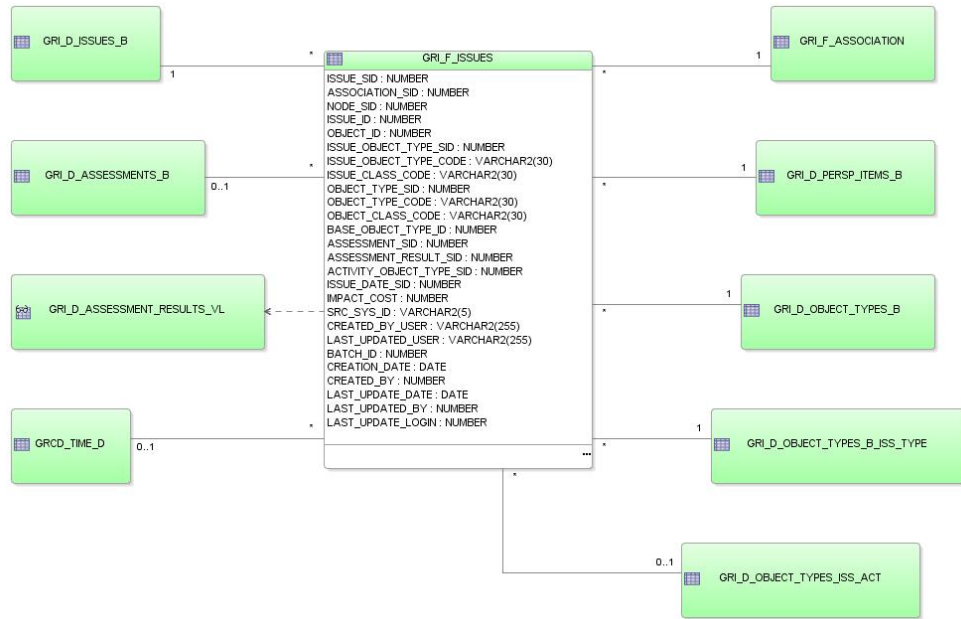 GRI_D_ISSUES_B
*
1
GRI_F_ISSUES
1
*
GRI_F_ASSOCIATION
ISSUE_SID : NUMBER
ASSOCIATION_SID : NUMBER
NODE_SID : NUMBER
ISSUE_ID : NUMBER
OBJECT_ID : NUMBER
ISSUE_OBJECT_TYPE_SID : NUMBER
ISSUE_OBJECT_TYPE_CODE : VARCHAR2(30)
ISSUE_CLASS_CODE : VARCHAR2(30)
OBJECT_TYPE_SID : NUMBER
OBJECT_TYPE_CODE : VARCHAR2(30)
OBJECT_CLASS_CODE : VARCHAR2(30)
BASE_OBJECT_TYPE_ID : NUMBER
ASSESSMENT_SID : NUMBER
ASSESSMENT_RESULT_SID : NUMBER
ACTIVITY_OBJECT_TYPE_SID : NUMBER
ISSUE_DATE_SID : NUMBER
IMPACT_COST : NUMBER
SRC_SYS_ID : VARCHAR2(5)
CREATED_BY_USER : VARCHAR2(255)
LAST_UPDATED_USER : VARCHAR2(255)
BATCH_ID : NUMBER
CREATION_DATE : DATE
CREATED_BY : NUMBER
LAST_UPDATE_DATE : DATE
LAST_UPDATED_BY : NUMBER
LAST_UPDATE_LOGIN : NUMBER
...
GRI_D_ASSESSMENTS_B
*
0..1
1
*
GRI_D_PERSP_ITEMS_B
GRI_D_ASSESSMENT_RESULTS_VL
1
*
GRI_D_OBJECT_TYPES_B
GRCD_TIME_D
*
0..1
1
*
GRI_D_OBJECT_TYPES_B_ISS_TYPE
*
0..1
GRI_D_OBJECT_TYPES_ISS_ACT